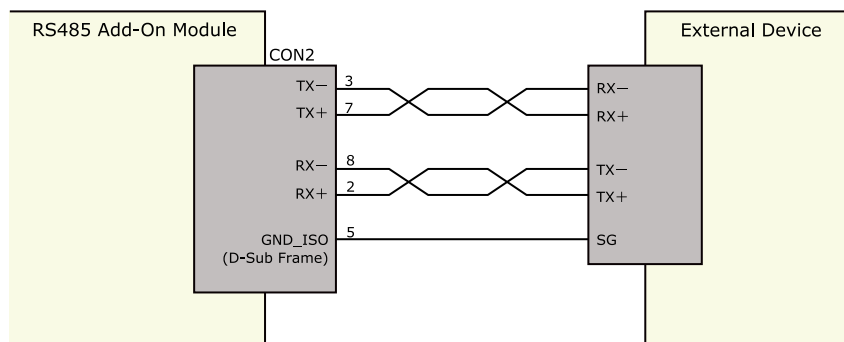 RS485 Add-On Module
External Device
CON2
TX− 3 RX−
TX+ 7 RX+
RX− 8 TX−
RX+ 2 TX+
GND_ISO 5 SG
(D-Sub Frame)